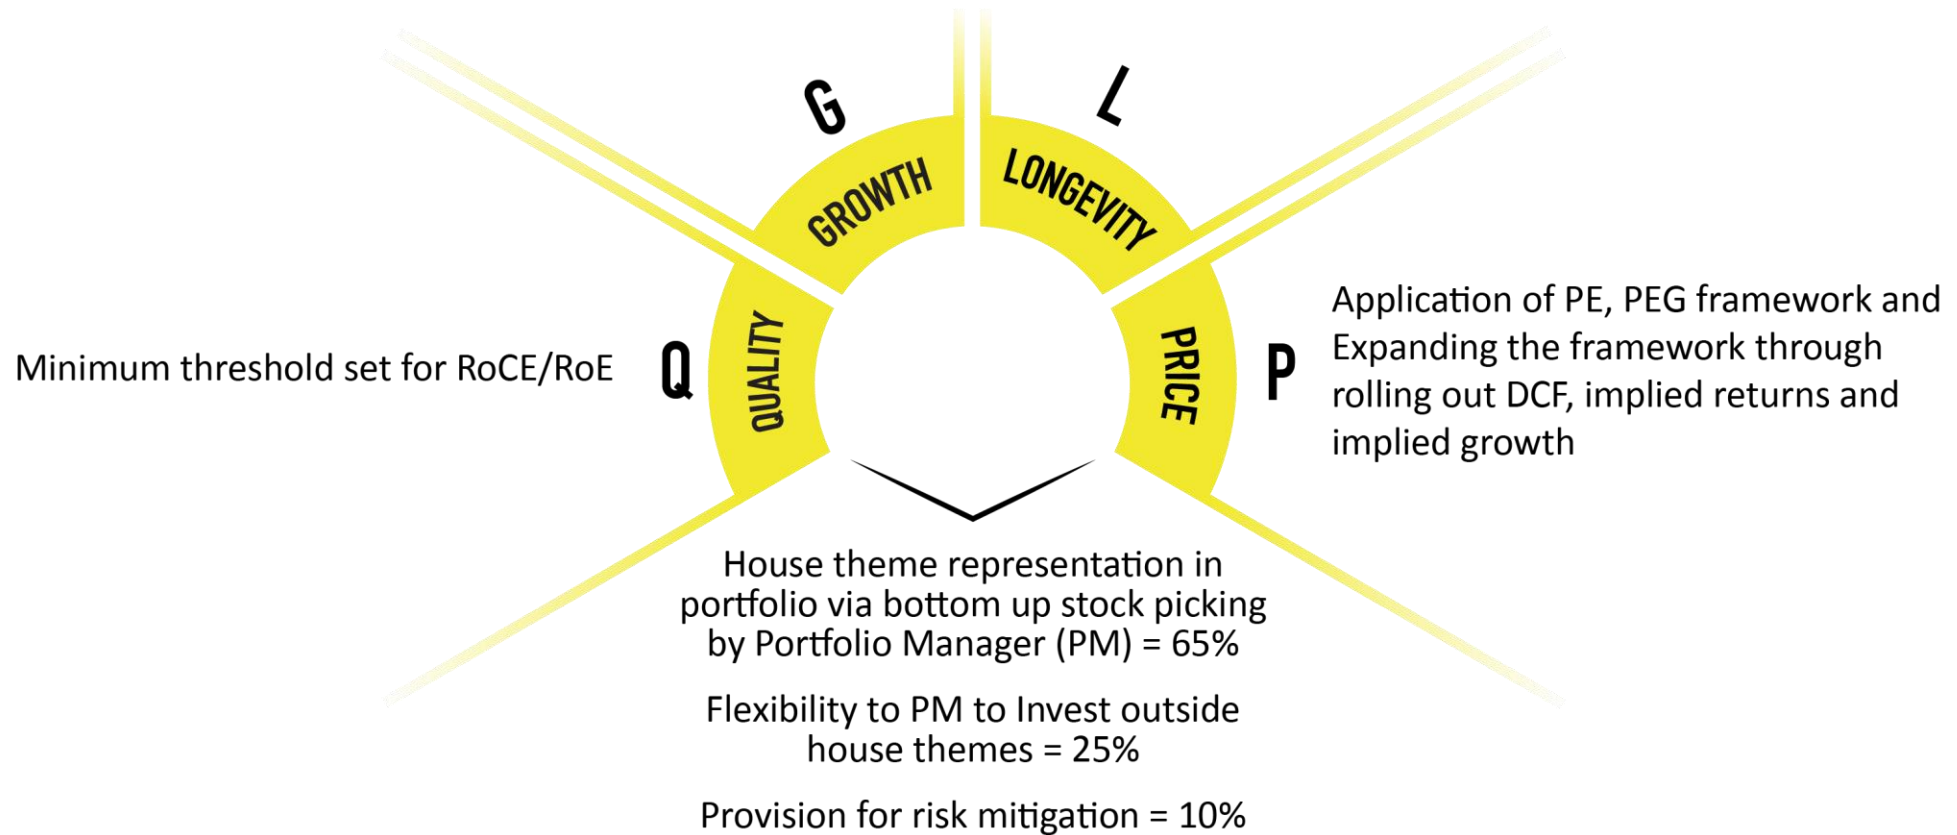 G
L
GROWTH
LONGEVITY
Minimum threshold set for RoCE/RoE
Q
QUALITY
PRICE
P
Application of PE, PEG framework and
Expanding the framework through
rolling out DCF, implied returns and
implied growth
House theme representation in
portfolio via bottom up stock picking
by Portfolio Manager (PM) = 65%
Flexibility to PM to Invest outside
house themes = 25%
Provision for risk mitigation = 10%